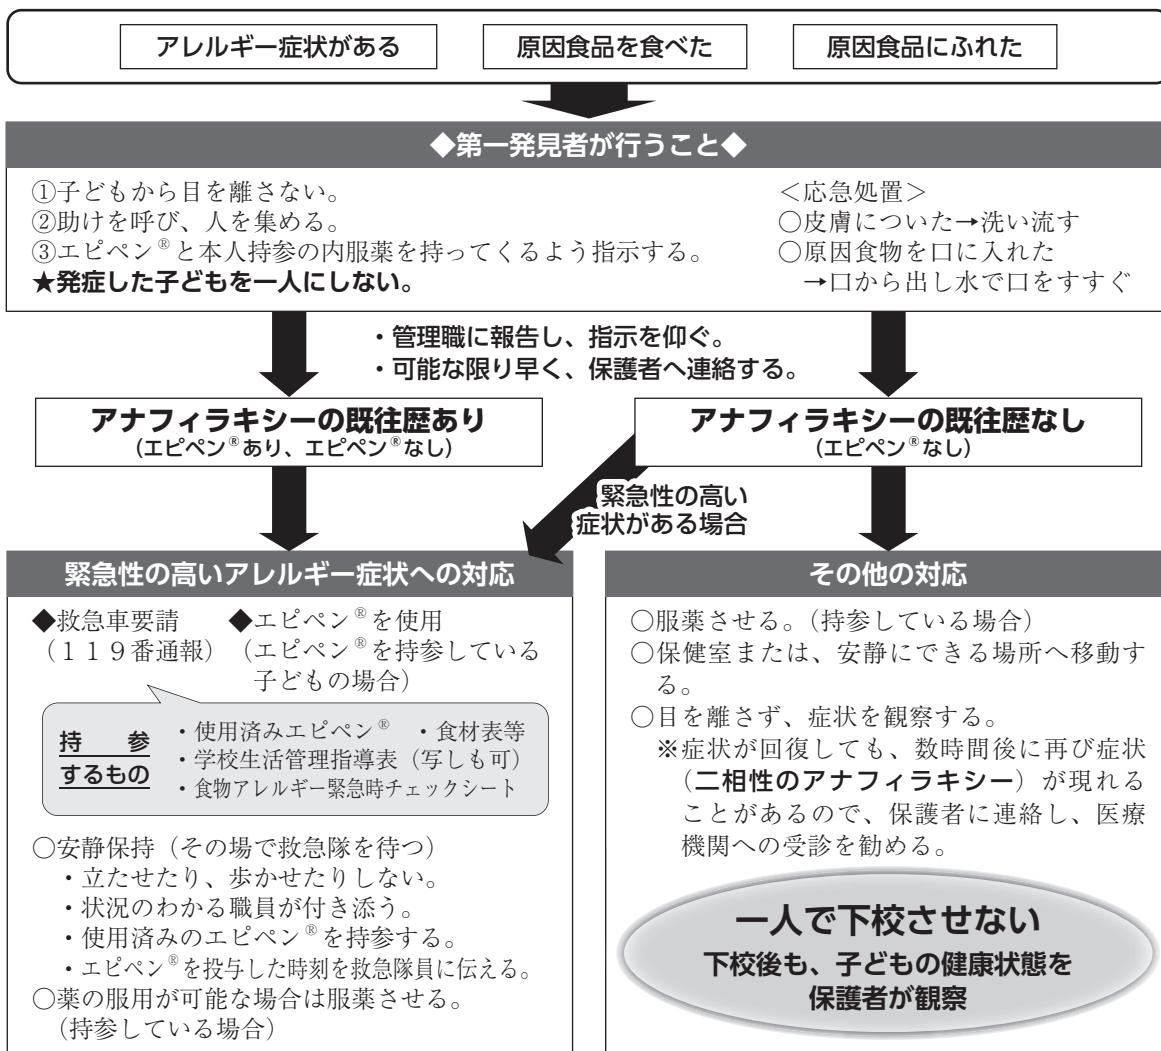 アレルギー症状がある
原因食品を食べた
原因食品にふれた
◆第一発見者が行うこと◆
①子どもから目を離さない。
②助けを呼び、人を集める。
③エピペン®と本人持参の内服薬を持ってくるよう指示する。
★発症した子どもを一人にしない。
＜応急処置＞
○皮膚についた→洗い流す
○原因食物を口に入れた
→口から出し水で口をすすぐ
・管理職に報告し、指示を仰ぐ。
・可能な限り早く、保護者へ連絡する。
アナフィラキシーの既往歴あり
（エピペン®あり、エピペン®なし）
アナフィラキシーの既往歴なし
（エピペン®なし）
緊急性の高い
症状がある場合
緊急性の高いアレルギー症状への対応
◆救急車要請
（１１９番通報）
◆エピペン®を使用
（エピペン®を持参している
子どもの場合）
持　参
するもの
・使用済みエピペン®　・食材表等
・学校生活管理指導表（写しも可）
・食物アレルギー緊急時チェックシート
○安静保持（その場で救急隊を待つ）
・立たせたり、歩かせたりしない。
・状況のわかる職員が付き添う。
・使用済みのエピペン®を持参する。
・エピペン®を投与した時刻を救急隊員に伝える。
○薬の服用が可能な場合は服薬させる。
（持参している場合）
その他の対応
○服薬させる。（持参している場合）
○保健室または、安静にできる場所へ移動す
る。
○目を離さず、症状を観察する。
※症状が回復しても、数時間後に再び症状
（二相性のアナフィラキシー）が現れる
ことがあるので、保護者に連絡し、医療
機関への受診を勧める。
一人で下校させない
下校後も、子どもの健康状態を
保護者が観察